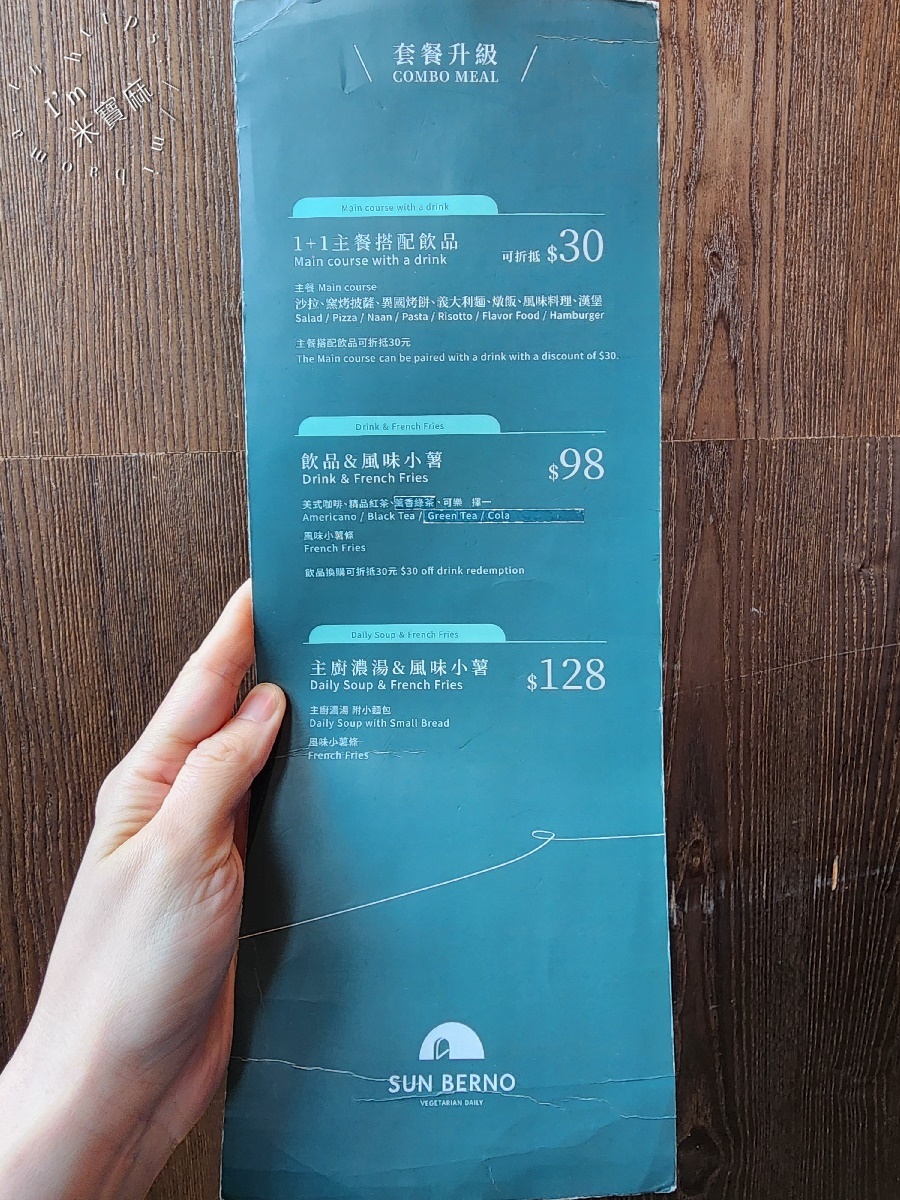 I'm
米寶麻
套餐升級
COMBO MEAL
Main course with a drink
1+1主餐搭配飲品
Main course with a drink
可折抵 $30
主餐 Main course
沙拉、窯烤披薩、異國烤餅、義大利麵、燉飯、風味料理、漢堡
Salad / Pizza / Naan / Pasta / Risotto / Flavor Food / Hamburger
主餐搭配飲品可折抵30元
The Main course can be paired with a drink with a discount of $30.
Drink & French Fries
飲品&風味小薯
Drink & French Fries
$98
美式咖啡、精品紅茶、薰香綠茶、可樂 擇一
Americano / Black Tea / Green Tea / Cola
風味小薯條
French Fries
飲品換購可折抵30元 $30 off drink redemption
Daily Soup & French Fries
主廚濃湯&風味小薯
Daily Soup & French Fries
$128
主廚濃湯 附小麵包
Daily Soup with Small Bread
風味小薯條
French Fries
SUN BERNO
VEGETARIAN DAILY